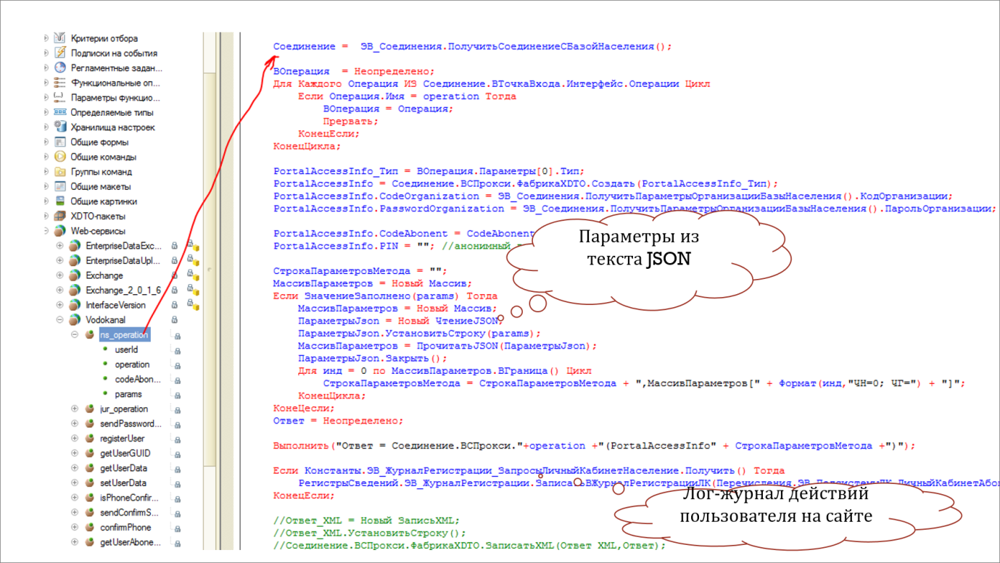 Критерии отбора
Подписки на события
Регламентные задан...
Функциональные оп...
Параметры функцио...
Определяемые типы
Хранилища настроек
Общие формы
Общие команды
Группы команд
Общие макеты
Общие картинки
XDTO-пакеты
Web-сервисы
EnterpriseDataExc...
EnterpriseDataUpl...
Exchange
Exchange_2_0_1_6
InterfaceVersion
Vodokanal
ns_operation
userId
operation
codeAbon...
params
jur_operation
sendPassword...
registerUser
getUserGUID
getUserData
setUserData
isPhoneConfir...
sendConfirmS...
confirmPhone
getUserAbone...
Соединение =  ЭВ_Соединения.ПолучитьСоединениеСБазойНаселения();
ВОперация  = Неопределено;
Для Каждого Операция ИЗ Соединение.ВТочкаВхода.Интерфейс.Операции Цикл
Если Операция.Имя = operation Тогда
ВОперация = Операция;
Прервать;
КонецЕсли;
КонецЦикла;
PortalAccessInfo_Тип = ВОперация.Параметры[0].Тип;
PortalAccessInfo = Соединение.ВСПрокси.ФабрикаXDTO.Создать(PortalAccessInfo_Тип);
PortalAccessInfo.CodeOrganization = ЭВ_Соединения.ПолучитьПараметрыОрганизацииБазыНаселения().КодОрганизации;
PortalAccessInfo.PasswordOrganization = ЭВ_Соединения.ПолучитьПараметрыОрганизацииБазыНаселения().ПарольОрганизации;
PortalAccessInfo.CodeAbonent = CodeAbonent
PortalAccessInfo.PIN = ""; //анонимный
Параметры из
текста JSON
СтрокаПараметровМетода = "";
МассивПараметров = Новый Массив;
Если ЗначениеЗаполнено(params) Тогда
МассивПараметров = Новый Массив;
ПараметрыJson = Новый ЧтениеJSON;
ПараметрыJson.УстановитьСтроку(params);
МассивПараметров = ПрочитатьJSON(ПараметрыJson);
ПараметрыJson.Закрыть();
Для инд = 0 по МассивПараметров.ВГраница() Цикл
СтрокаПараметровМетода = СтрокаПараметровМетода + ",МассивПараметров[" + Формат(инд,"ЧН=0; ЧГ=") + "]";
КонецЦикла;
КонеЦесли;
Ответ = Неопределено;
Выполнить("Ответ = Соединение.ВСПрокси."+operation +"(PortalAccessInfo" + СтрокаПараметровМетода +")");
Если Константы.ЭВ_ЖурналРегистрации_ЗапросыЛичныйКабинетНаселение.Получить() Тогда
РегистрыСведений.ЭВ_ЖурналРегистрации.ЗаписатьВЖурналРегистрацииЛК(Перечисления.ЭВ_ПодсистемыЛК.ЛичныйКабинетАбо
КонецЕсли;
Лог-журнал действий
пользователя на сайте
//Ответ_XML = Новый ЗаписьXML;
//Ответ_XML.УстановитьСтроку();
//Соединение.ВСПрокси.ФабрикаXDTO.ЗаписатьXML(Ответ XML,Ответ);